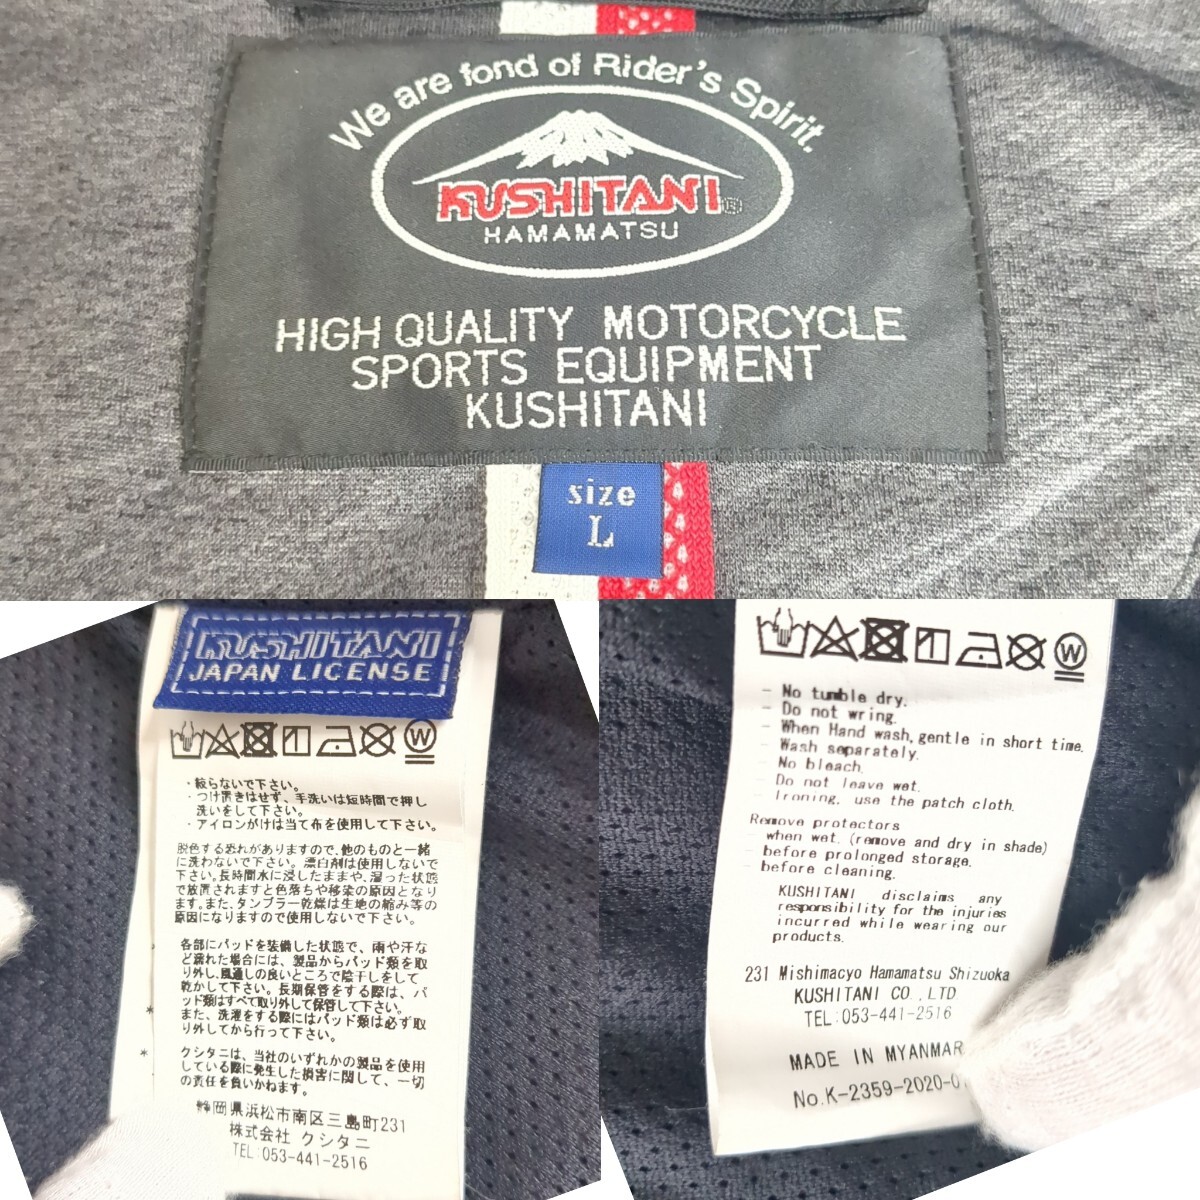 We are fond of Rider's Spirit.
KUSHITANI®
HAMAMATSU
HIGH QUALITY MOTORCYCLE
SPORTS EQUIPMENT
KUSHITANI
size
L
KUSHITANI
JAPAN LICENSE
・絞らないで下さい。
・つけ置きはせず、手洗いは短時間で押し
洗いをして下さい。
・アイロンがけは当て布を使用して下さい。
脱色する恐れがありますので、他のものと一緒
に洗わないで下さい。漂白剤は使用しないで
下さい。長時間水に浸したままや、湿った状態
で放置されますと色落ちや移染の原因となり
ます。また、タンブラー乾燥は生地の縮み等の
原因になりますので使用しないで下さい。
各部にパッドを装備した状態で、雨や汗な
ど濡れた場合には、製品からパッド類を取
り外し、風通しの良いところで陰干しをして
乾かして下さい。長期保管をする際は、パ
ッド類はすべて取り外して保管して下さい。
また、洗濯をする際にはパッド類は必ず取
り外してから行って下さい。
クシタニは、当社のいずれかの製品を使用
している際に発生した損害に関して、一切
の責任を負いかねます。
静岡県浜松市南区三島町231
株式会社 クシタニ
TEL:053-441-2516
W
- No tumble dry.
- Do not wring.
- When Hand wash, gentle in short time.
- Wash separately.
- No bleach.
- Do not leave wet.
- Ironing, use the patch cloth.
Remove protectors
- when wet. (remove and dry in shade)
- before prolonged storage.
- before cleaning.
KUSHITANI disclaims any
responsibility for the injuries
incurred while wearing our
products.
231 Mishimacyo Hamamatsu Shizuoka
KUSHITANI CO.,LTD.
TEL:053-441-2516
MADE IN MYANMAR
No.K-2359-2020-0
W